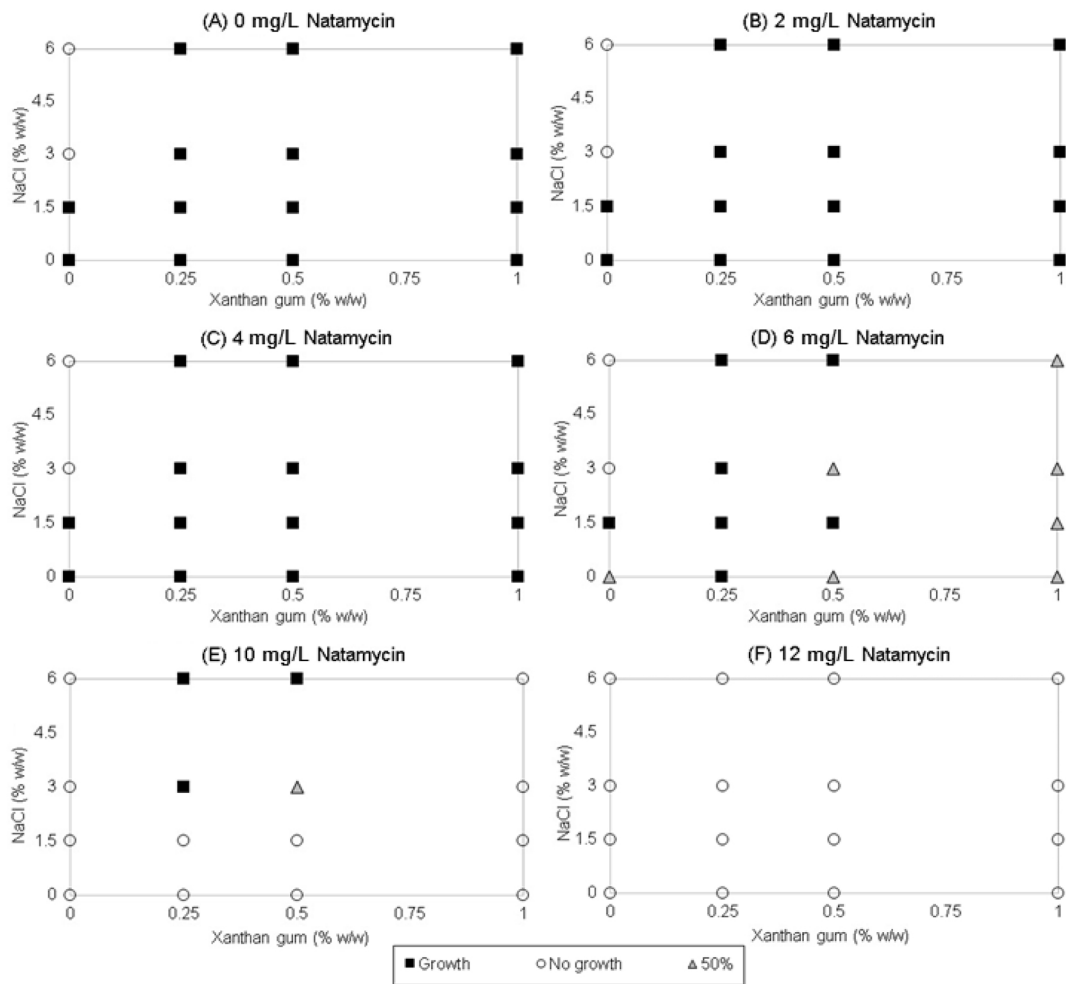 (A) 0 mg/L Natamycin
6
4.5
3
1.5
0
NaCl (% w/w)
0 0.25 0.5 0.75 1
Xanthan gum (% w/w)
(B) 2 mg/L Natamycin
6
4.5
3
1.5
0
NaCl (% w/w)
0 0.25 0.5 0.75 1
Xanthan gum (% w/w)
(C) 4 mg/L Natamycin
6
4.5
3
1.5
0
NaCl (% w/w)
0 0.25 0.5 0.75 1
Xanthan gum (% w/w)
(D) 6 mg/L Natamycin
6
4.5
3
1.5
0
NaCl (% w/w)
0 0.25 0.5 0.75 1
Xanthan gum (% w/w)
(E) 10 mg/L Natamycin
6
4.5
3
1.5
0
NaCl (% w/w)
0 0.25 0.5 0.75 1
Xanthan gum (% w/w)
(F) 12 mg/L Natamycin
6
4.5
3
1.5
0
NaCl (% w/w)
0 0.25 0.5 0.75 1
Xanthan gum (% w/w)
Growth No growth 50%